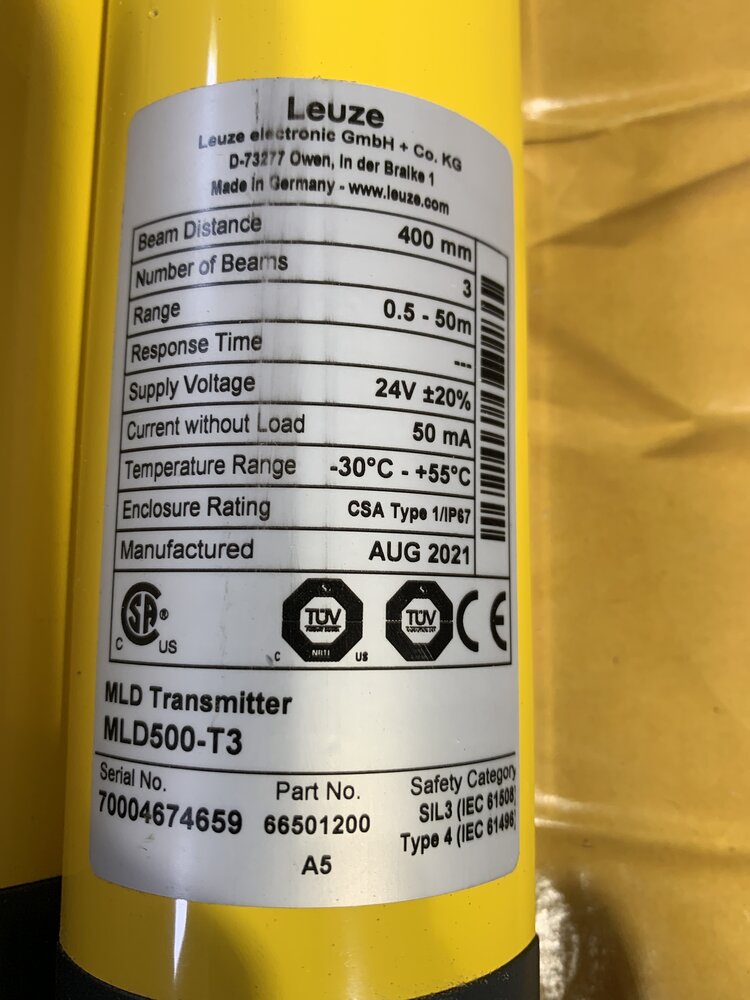 Leuze
Leuze electronic GmbH + Co. KG
D-73277 Owen, In der Braike 1
Made in Germany - www.leuze.com
Beam Distance 400 mm
Number of Beams 3
Range 0.5 - 50m
Response Time ---
Supply Voltage 24V ±20%
Current without Load 50 mA
Temperature Range -30°C - +55°C
Enclosure Rating CSA Type 1/IP67
Manufactured AUG 2021
C SA® US
C TÜV NRTL US
TÜV
CE
MLD Transmitter
MLD500-T3
Serial No. Part No. Safety Category
70004674659 66501200 SIL3 (IEC 61508)
A5 Type 4 (IEC 61496)